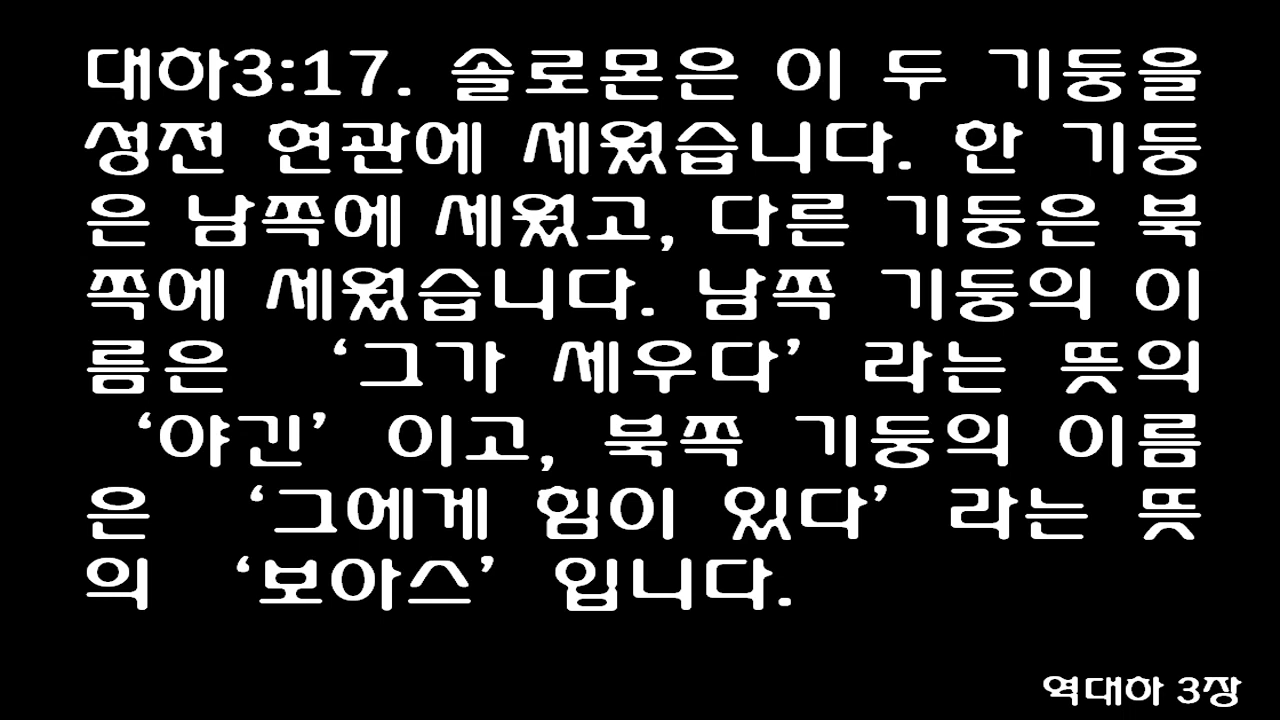 대하3:17. 솔로몬은 이 두 기둥을
성전 현관에 세웠습니다. 한 기둥
은 남쪽에 세웠고, 다른 기둥은 북
쪽에 세웠습니다. 남쪽 기둥의 이
름은 ‘그가 세우다’ 라는 뜻의
‘야긴’ 이고, 북쪽 기둥의 이름
은 ‘그에게 힘이 있다’ 라는 뜻
의 ‘보아스’ 입니다.
역대하 3장